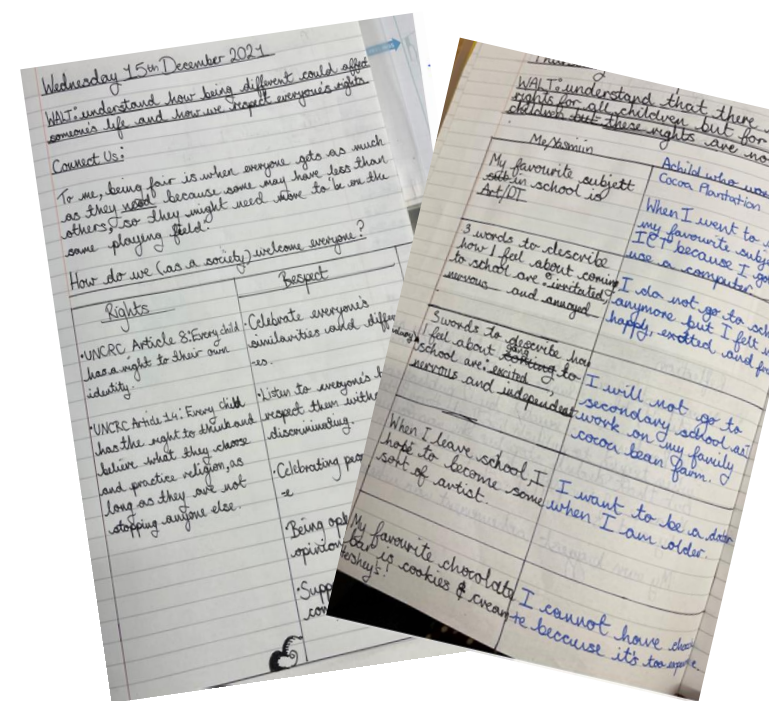 Wednesday 15th December 2021
WALT: understand how being different could affect
someone's life and how we respect everyone's rights
Connect Us:
To me, being fair is when everyone gets as much
as they need because some may have less than
others, so they might need more to be on the
same playing field.
How do we (as a society) welcome everyone?
Rights
•UNCRC Article 8: Every child
has a right to their own
identity.
•UNCRC Article 14: Every child
has the right to think and
believe what they choose
and practice religion, as
long as they are not
stopping anyone else.
Respect
•Celebrate everyone's
similarities and differ
es.
•Listen to everyone's
respect them with
discriminating.
•Celebrating
Being
opinion
•Supp
WALT: understand that there
rights for all children but for
children but these rights are no
Me/Yasmin
My favourite subject
in school is
Art/DT
3 words to describe
how I feel about coming
to school are: irritated,
nervous and annoyed
3 words to describe how
I feel about going to
school are: excited,
nervous and independent
When I leave school, I
hope to become some
sort of artist.
My favourite chocolate
bar is cookies & cream
Hershey's.
A child who wor
Cocoa Plantation
When I went to
my favourite subj
ICT because I go
use a computer
I do not go to sch
anymore but I felt
happy, excited, and
I will not go to
secondary school as I
work on my family
cocoa bean farm.
I want to be a doctor
when I am older.
I cannot have choco
te beccuse it's too